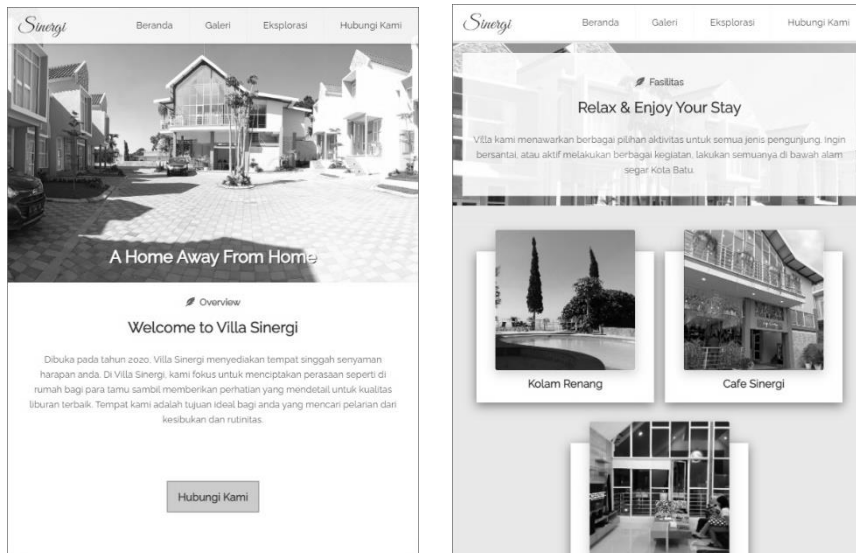 Sinergi
Beranda
Galeri
Eksplorasi
Hubungi Kami
A Home Away From Home
Overview
Welcome to Villa Sinergi
Dibuka pada tahun 2020, Villa Sinergi menyediakan tempat singgah senyaman
harapan anda. Di Villa Sinergi, kami fokus untuk menciptakan perasaan seperti di
rumah bagi para tamu sambil memberikan perhatian yang mendetail untuk kualitas
liburan terbaik. Tempat kami adalah tujuan ideal bagi anda yang mencari pelarian dari
kesibukan dan rutinitas.
Hubungi Kami
Sinergi
Beranda
Galeri
Eksplorasi
Hubungi Kami
Fasilitas
Relax & Enjoy Your Stay
Villa kami menawarkan berbagai pilihan aktivitas untuk semua jenis pengunjung. Ingin
bersantai, atau aktif melakukan berbagai kegiatan, lakukan semuanya di bawah alam
segar Kota Batu.
Kolam Renang
Cafe Sinergi